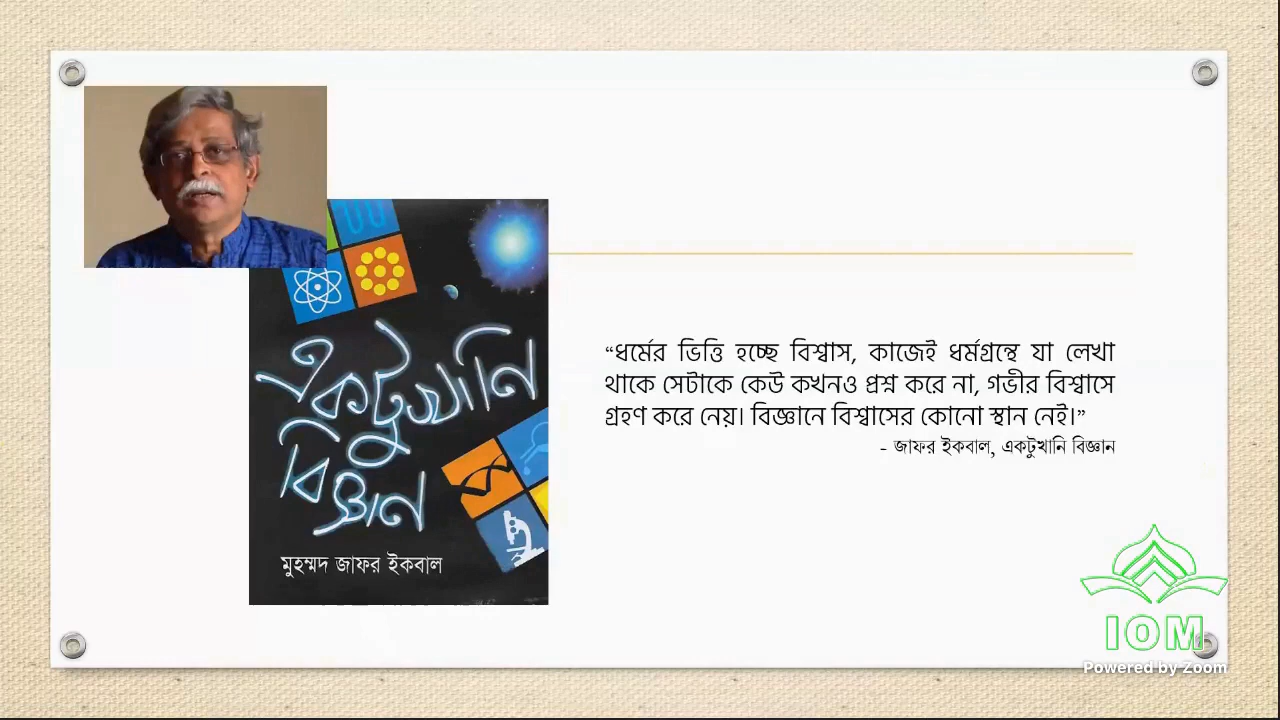 একটুখানি
বিজ্ঞান
মুহম্মদ জাফর ইকবাল
“ধর্মের ভিত্তি হচ্ছে বিশ্বাস, কাজেই ধর্মগ্রন্থে যা লেখা
থাকে সেটাকে কেউ কখনও প্রশ্ন করে না, গভীর বিশ্বাসে
গ্রহণ করে নেয়। বিজ্ঞানে বিশ্বাসের কোনো স্থান নেই।”
- জাফর ইকবাল, একটুখানি বিজ্ঞান
IOM
Powered by Zoom